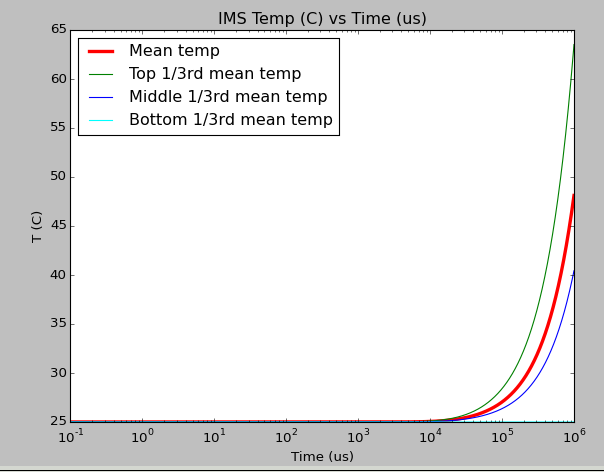 IMS Temp (C) vs Time (us)
65
60
55
50
45
40
35
30
25
T (C)
Mean temp
Top 1/3rd mean temp
Middle 1/3rd mean temp
Bottom 1/3rd mean temp
10⁻¹ 10⁰ 10¹ 10² 10³ 10⁴ 10⁵ 10⁶
Time (us)